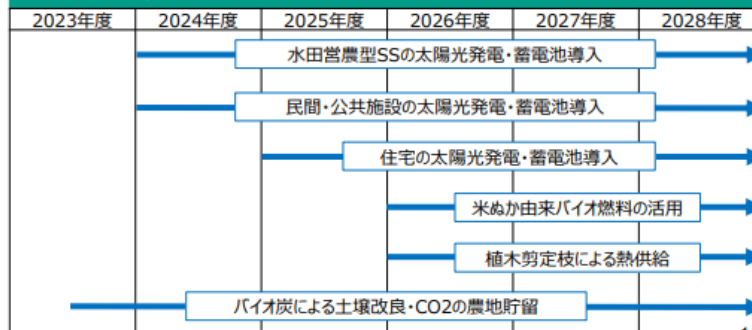 2023年度 2024年度 2025年度 2026年度 2027年度 2028年度
水田営農型SSの太陽光発電・蓄電池導入
民間・公共施設の太陽光発電・蓄電池導入
住宅の太陽光発電・蓄電池導入
米ぬか由来バイオ燃料の活用
植木剪定枝による熱供給
バイオ炭による土壌改良・CO2の農地貯留